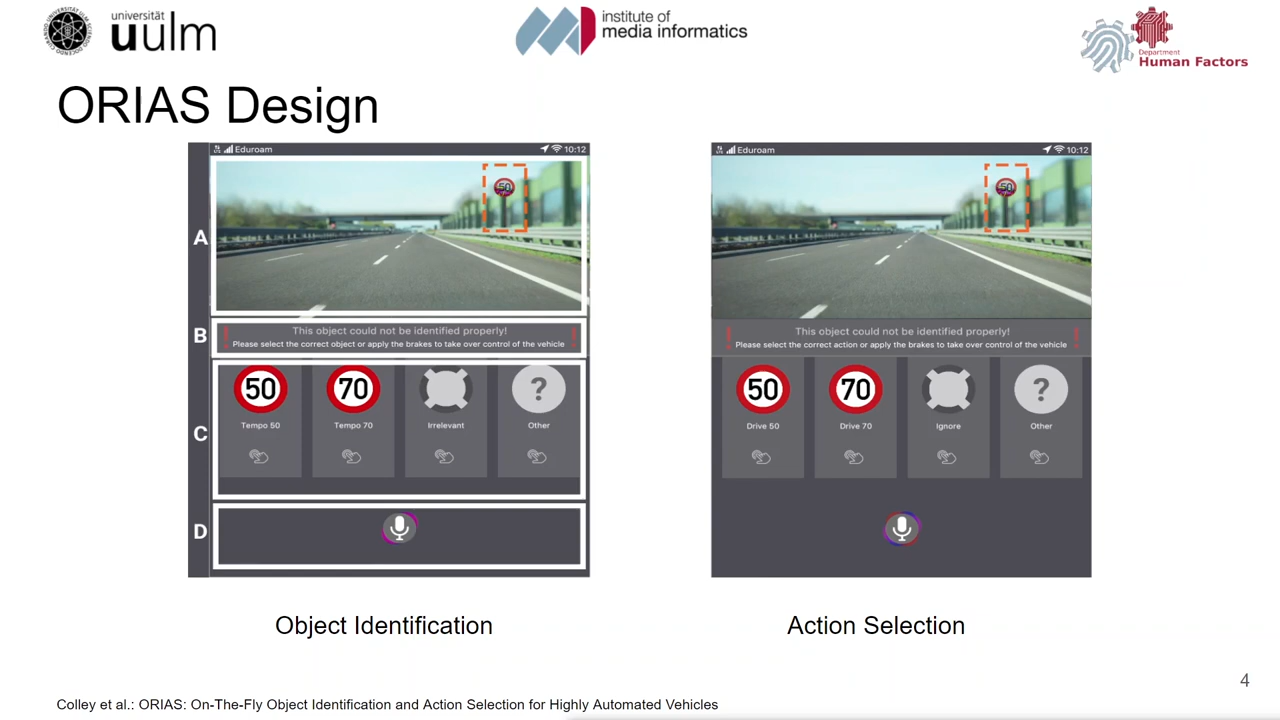 universität
uulm
institute of
media informatics
Department
Human Factors
ORIAS Design
Eduroam
10:12
50
A
B
This object could not be identified properly!
Please select the correct object or apply the brakes to take over control of the vehicle
C
50
70
?
Tempo 50
Tempo 70
Irrelevant
Other
D
Object Identification
Eduroam
10:12
50
This object could not be identified properly!
Please select the correct action or apply the brakes to take over control of the vehicle
50
70
?
Drive 50
Drive 70
Ignore
Other
Action Selection
4
Colley et al.: ORIAS: On-The-Fly Object Identification and Action Selection for Highly Automated Vehicles